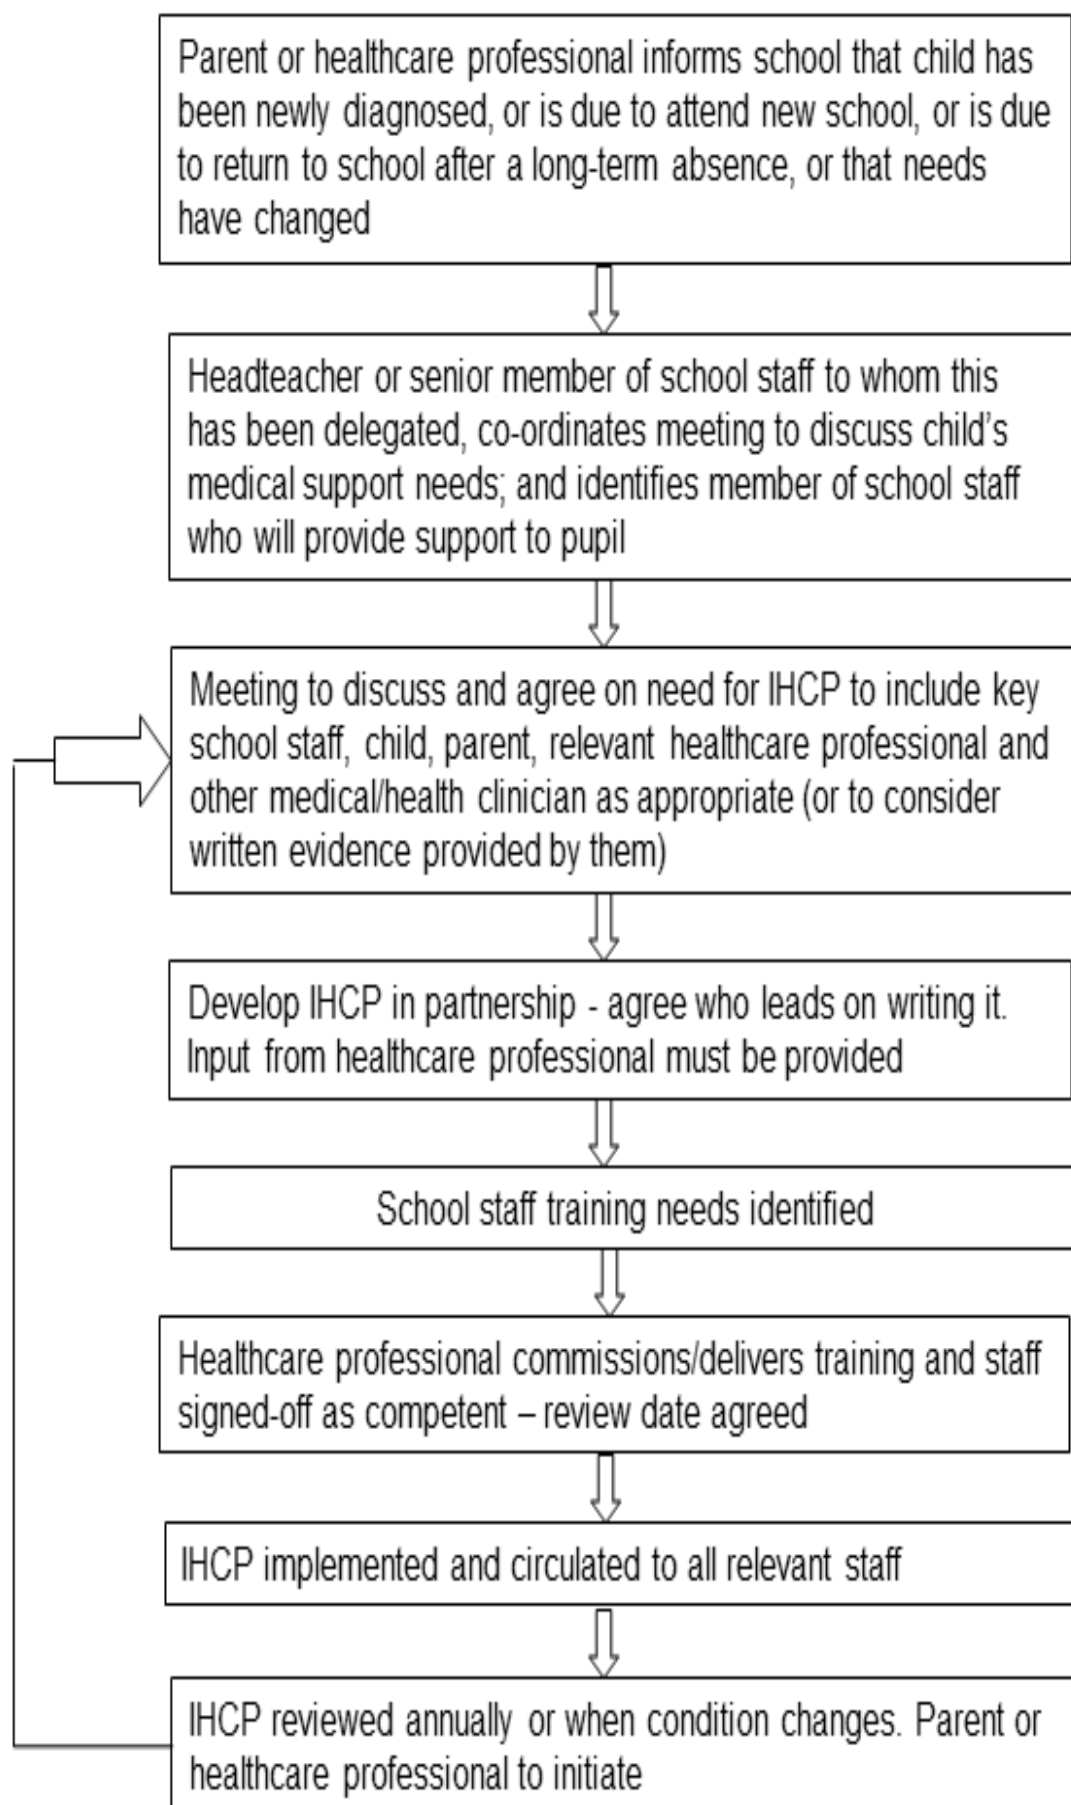 Parent or healthcare professional informs school that child has
been newly diagnosed, or is due to attend new school, or is due
to return to school after a long-term absence, or that needs
have changed
Headteacher or senior member of school staff to whom this
has been delegated, co-ordinates meeting to discuss child's
medical support needs; and identifies member of school staff
who will provide support to pupil
Meeting to discuss and agree on need for IHCP to include key
school staff, child, parent, relevant healthcare professional and
other medical/health clinician as appropriate (or to consider
written evidence provided by them)
Develop IHCP in partnership - agree who leads on writing it.
Input from healthcare professional must be provided
School staff training needs identified
Healthcare professional commissions/delivers training and staff
signed-off as competent – review date agreed
IHCP implemented and circulated to all relevant staff
IHCP reviewed annually or when condition changes. Parent or
healthcare professional to initiate